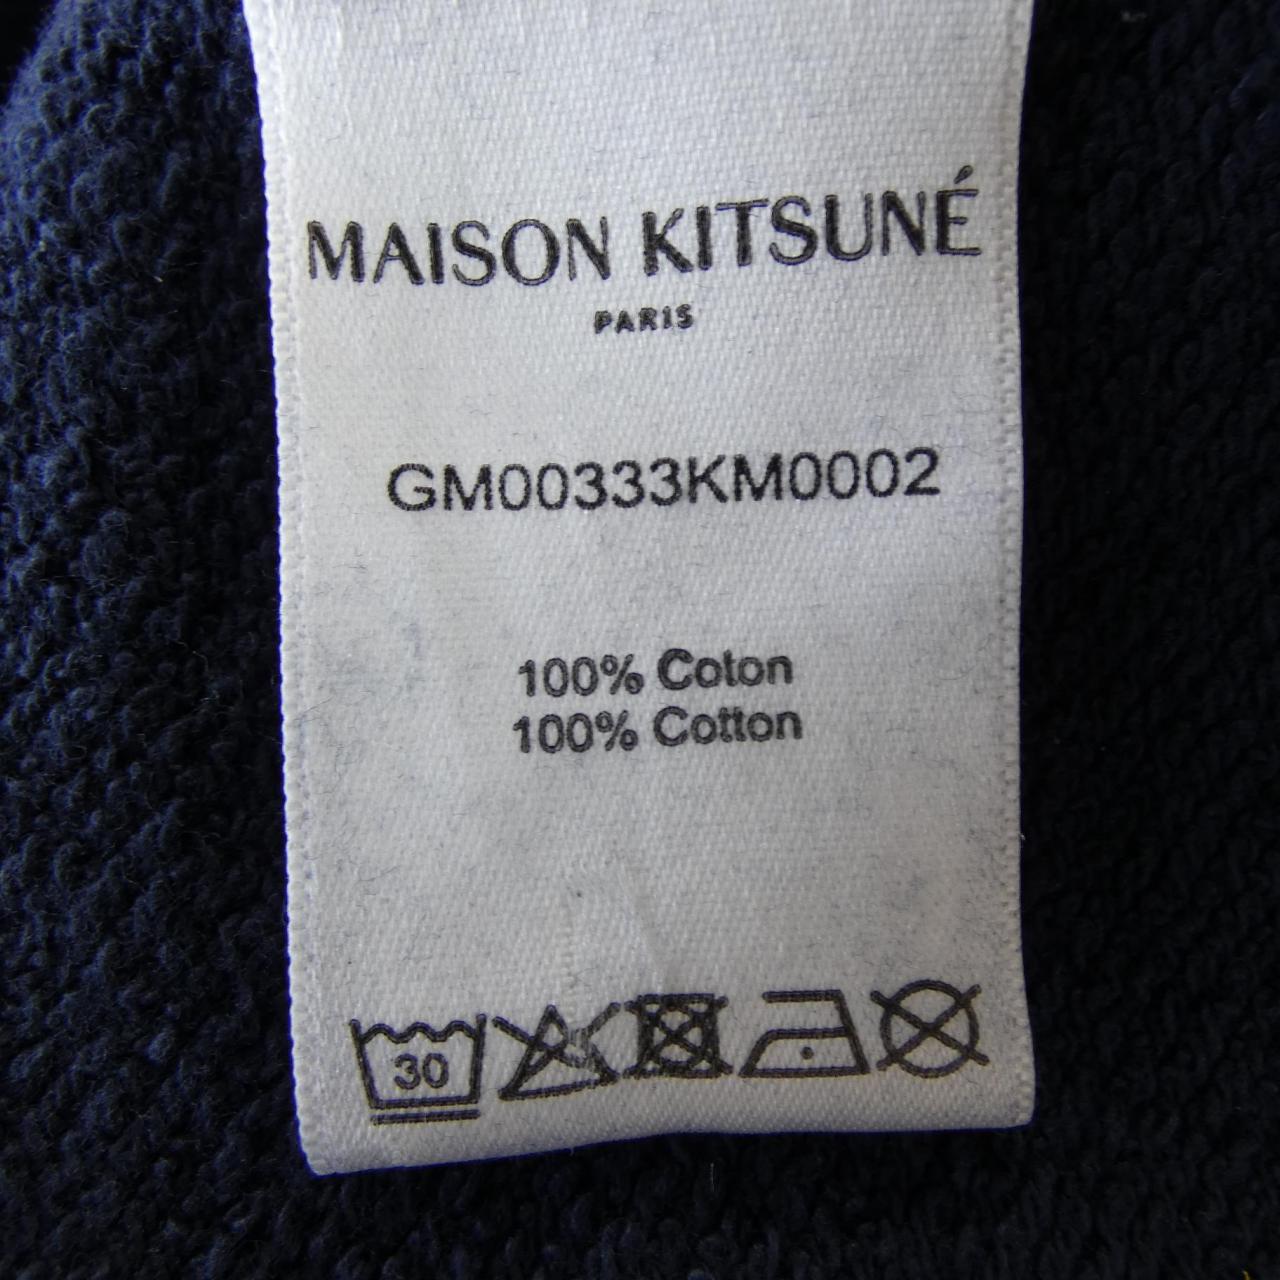 MAISON KITSUNÉ
PARIS
GM00333KM0002
100% Coton
100% Cotton
30